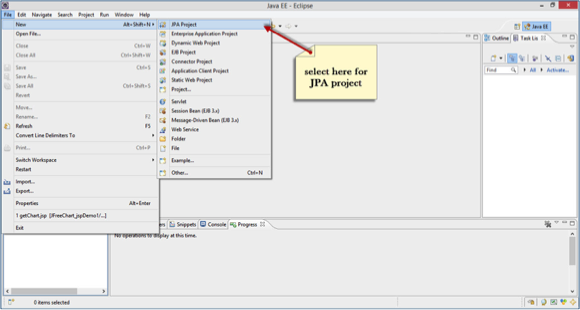 Java EE - Eclipse
File Edit Navigate Search Project Run Window Help
New Alt+Shift+N
Open File...
Close Ctrl+W
Close All Ctrl+Shift+W
Save Ctrl+S
Save As...
Save All Ctrl+Shift+S
Revert
Move...
Rename... F2
Refresh F5
Convert Line Delimiters To
Print... Ctrl+P
Switch Workspace
Restart
Import...
Export...
Properties Alt+Enter
1 getChart.jsp [JFreeChart_jspDemo1/...]
Exit
JPA Project
Enterprise Application Project
Dynamic Web Project
EJB Project
Connector Project
Application Client Project
Static Web Project
Project...
Servlet
Session Bean (EJB 3.x)
Message-Driven Bean (EJB 3.x)
Web Service
Folder
File
Example...
Other... Ctrl+N
select here for
JPA project
Java EE
Outline Task Lis
Find All Activate...
ers Snippets Console Progress
No operations to display at this time.
0 items selected